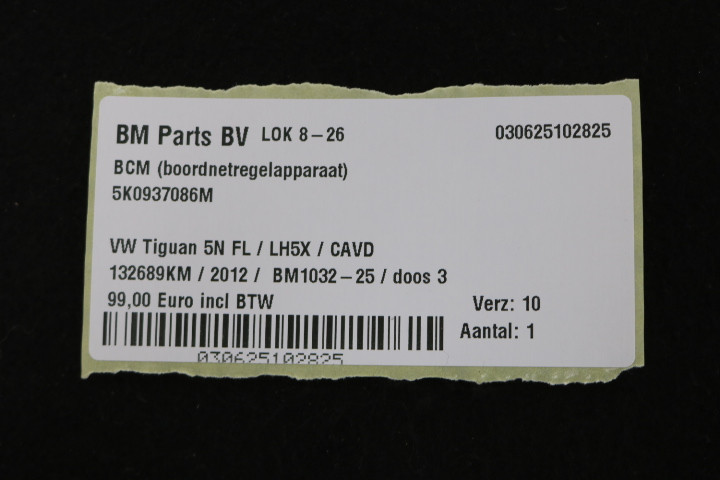 BM Parts BV LOK 8-26 030625102825
BCM (boordnetregelapparaat)
5K0937086M
VW Tiguan 5N FL / LH5X / CAVD
132689KM / 2012 / BM1032-25 / doos 3
99,00 Euro incl BTW Verz: 10
Aantal: 1
030625102825